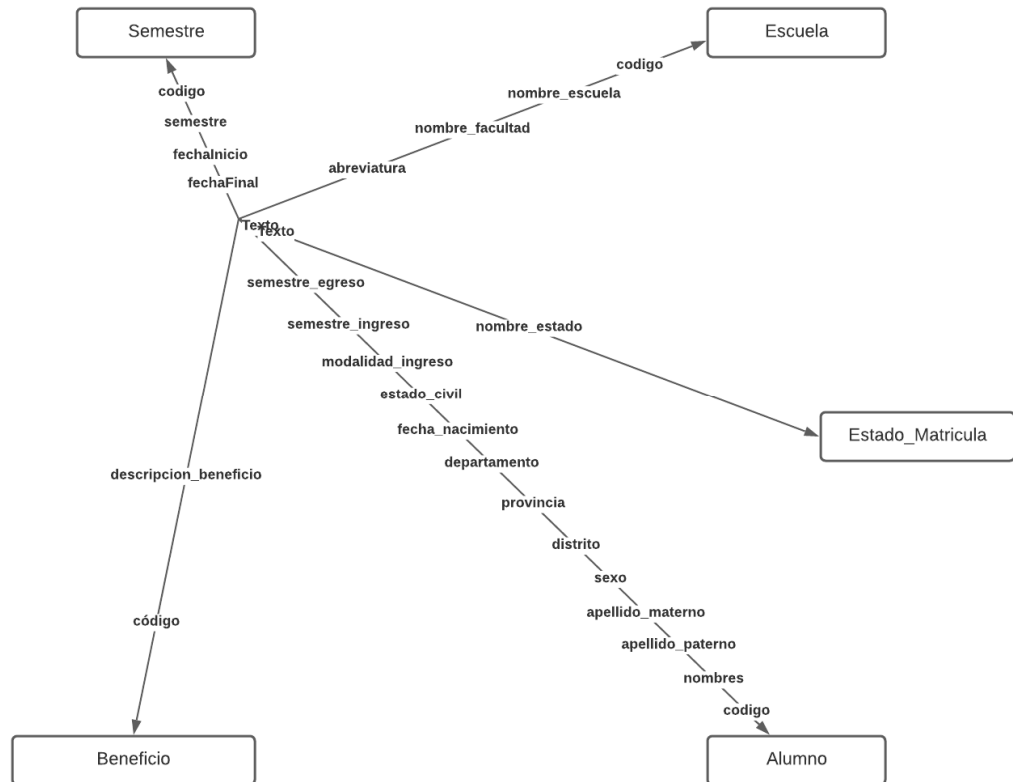 Semestre
Escuela
codigo
nombre_escuela
nombre_facultad
abreviatura
codigo
semestre
fechaInicio
fechaFinal
Texto
Texto
semestre_egreso
semestre_ingreso
modalidad_ingreso
estado_civil
fecha_nacimiento
departamento
provincia
distrito
sexo
apellido_materno
apellido_paterno
nombres
codigo
nombre_estado
Estado_Matricula
descripcion_beneficio
código
Beneficio
Alumno